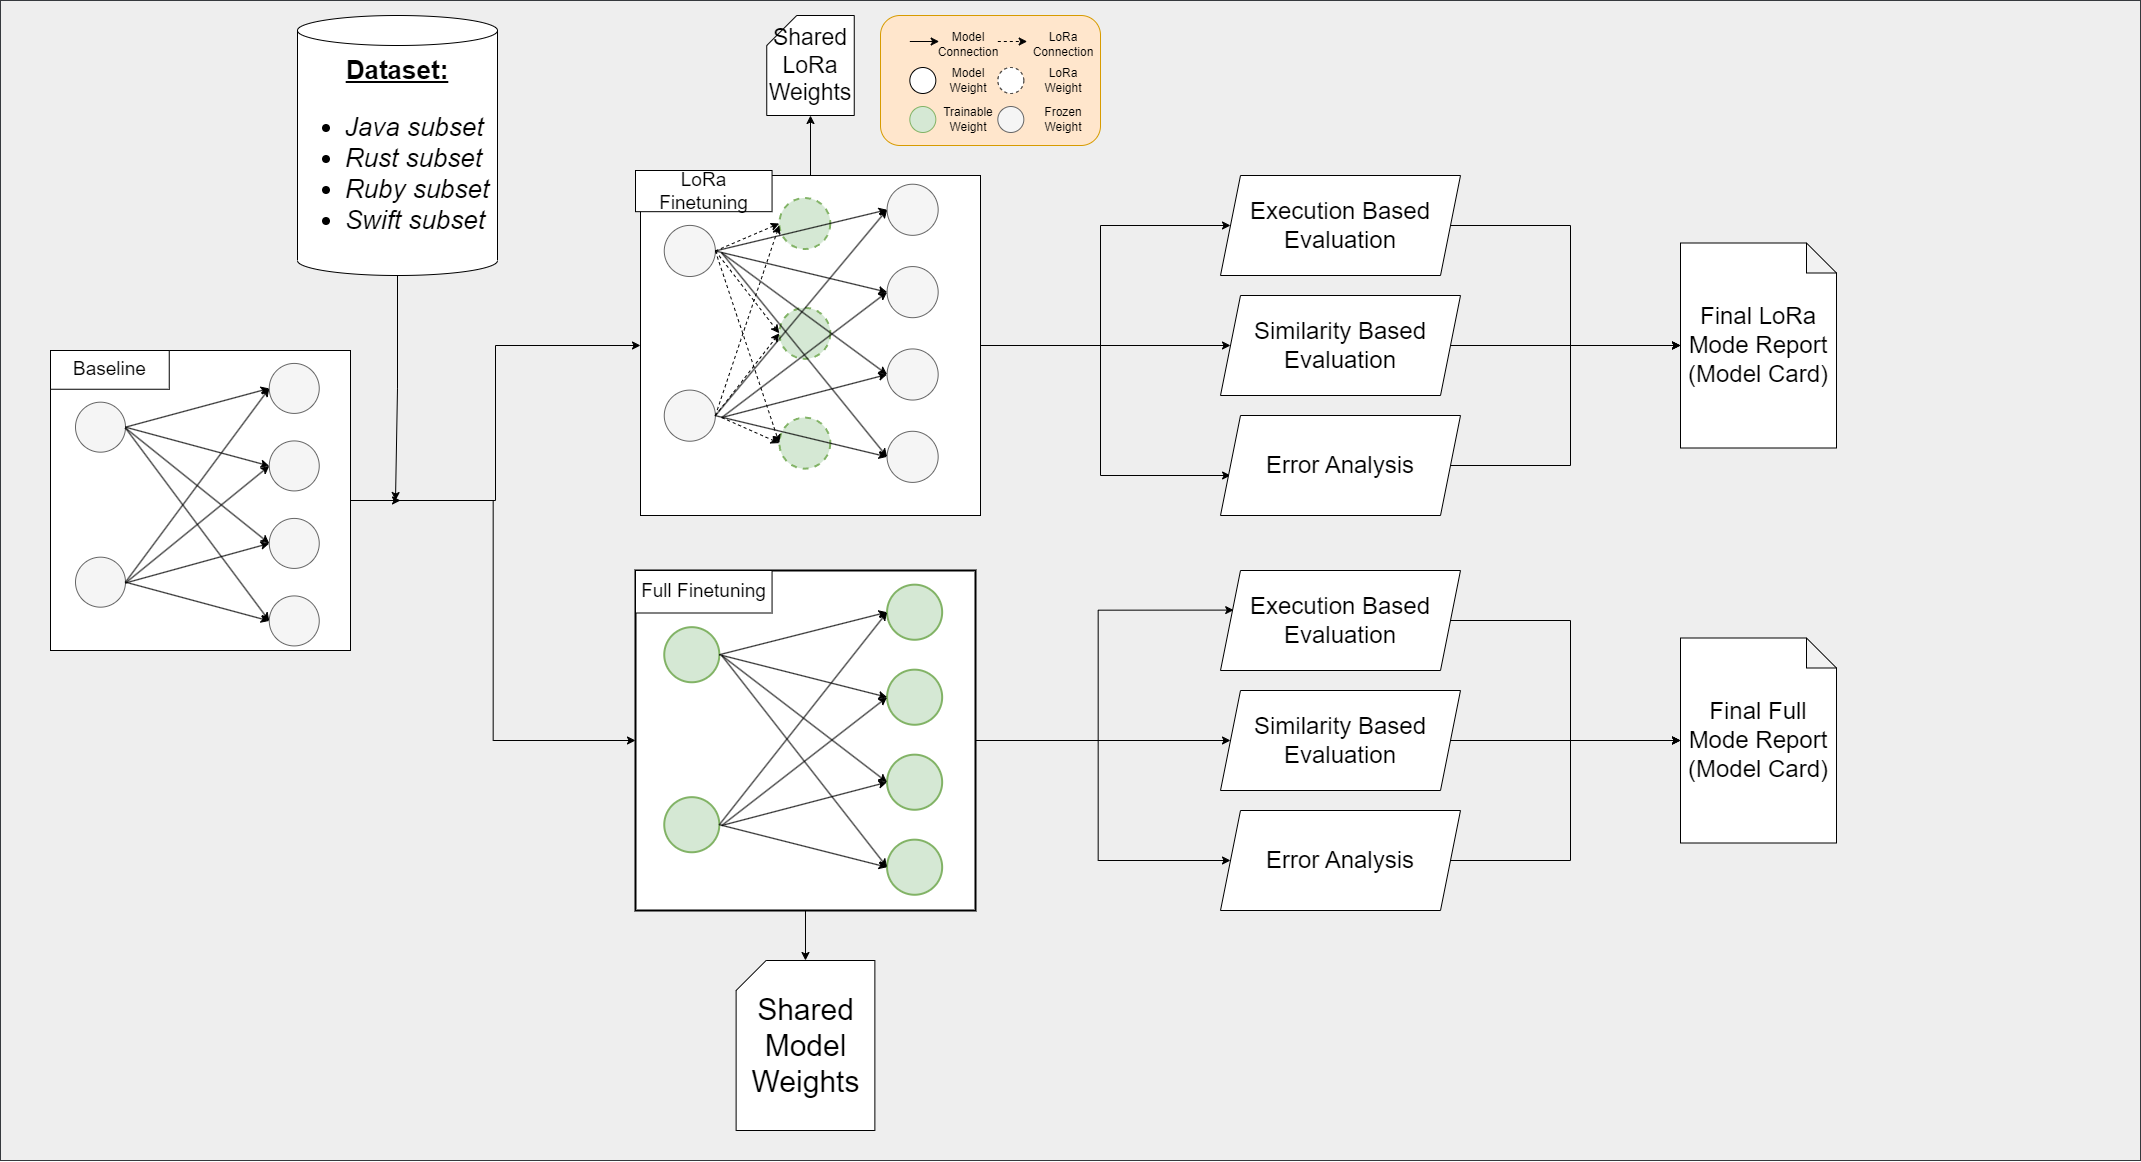 Dataset:
Java subset
Rust subset
Ruby subset
Swift subset
Shared
LoRa
Weights
Model
Connection
LoRa
Connection
Model
Weight
LoRa
Weight
Trainable
Weight
Frozen
Weight
Baseline
LoRa
Finetuning
Execution Based
Evaluation
Similarity Based
Evaluation
Error Analysis
Final LoRa
Mode Report
(Model Card)
Full Finetuning
Execution Based
Evaluation
Similarity Based
Evaluation
Error Analysis
Final Full
Mode Report
(Model Card)
Shared
Model
Weights